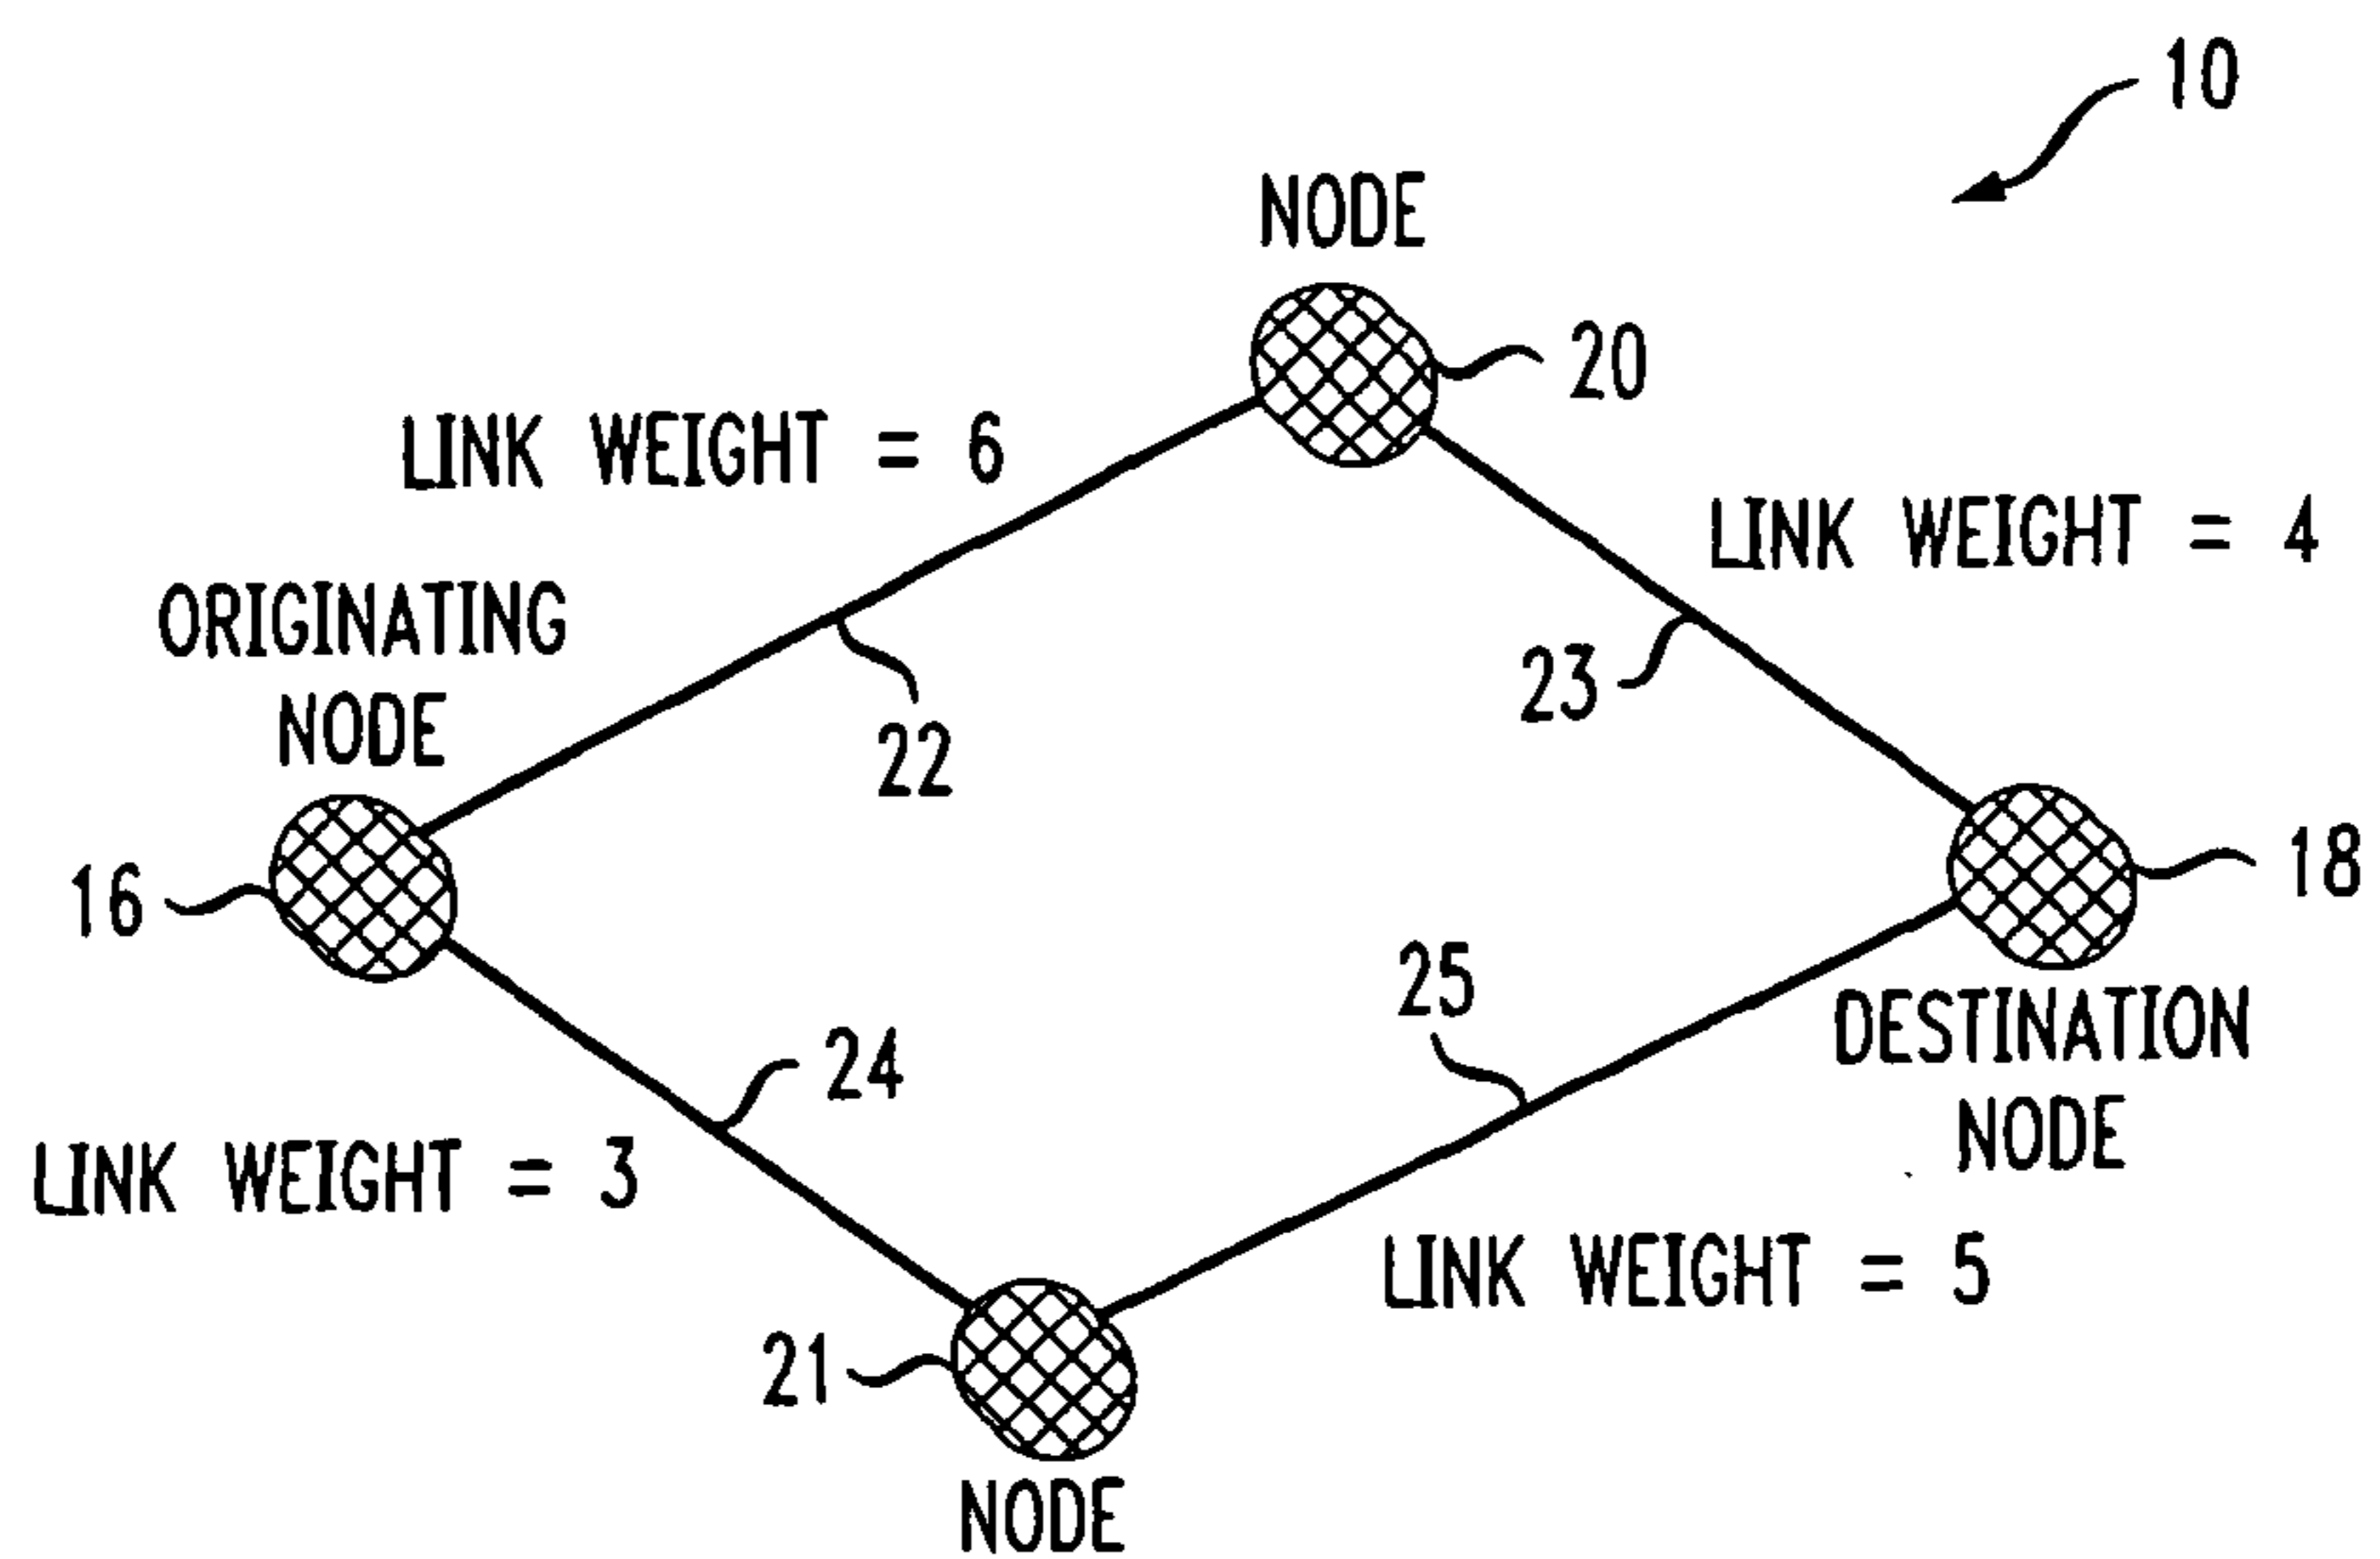 10
NODE
20
LINK WEIGHT = 6
LINK WEIGHT = 4
ORIGINATING
NODE
23
22
16
18
25
DESTINATION
NODE
24
LINK WEIGHT = 3
LINK WEIGHT = 5
21
NODE